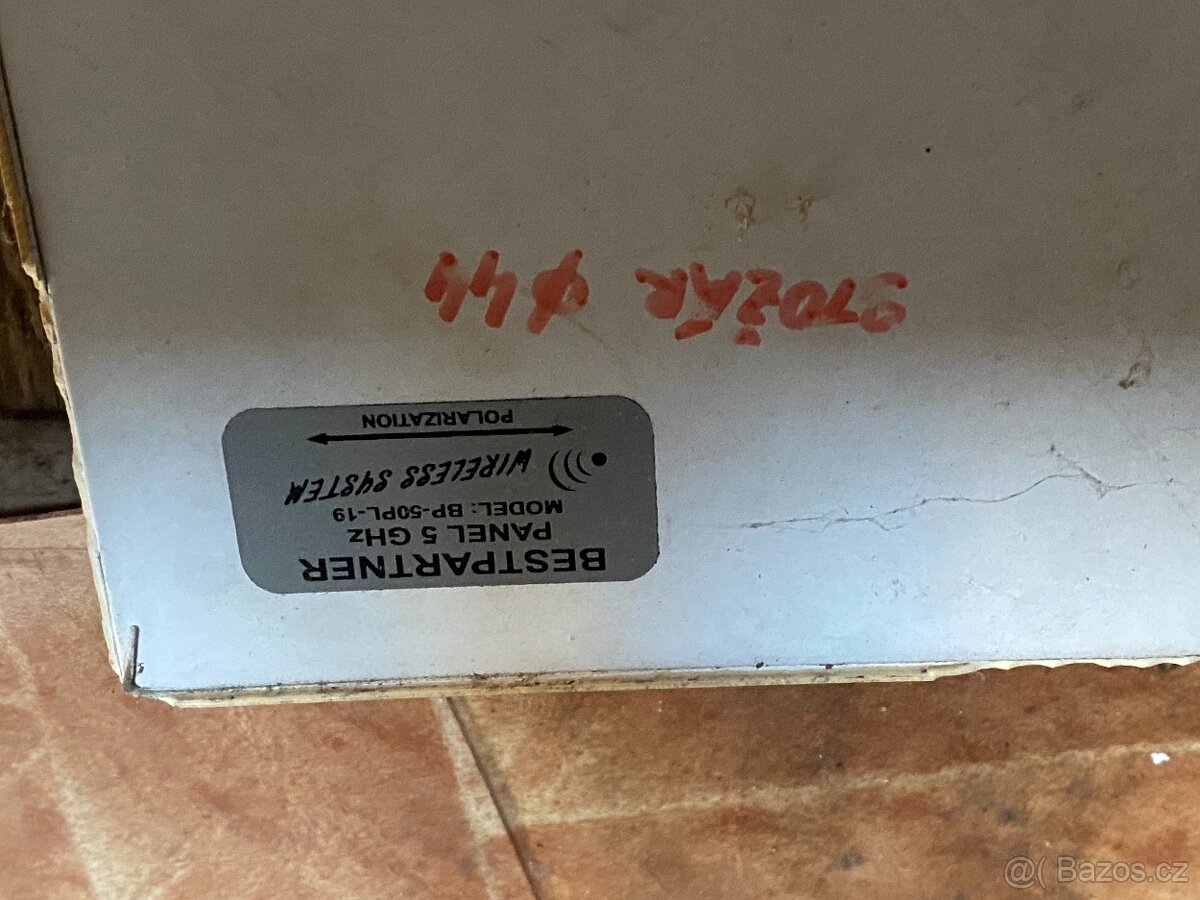 BESTPARTNER
PANEL 5 GHz
MODEL: BP-50PL-19
WIRELESS SYSTEM
POLARIZATION
STOŽÁR ϕ44
@( Bazos.cz